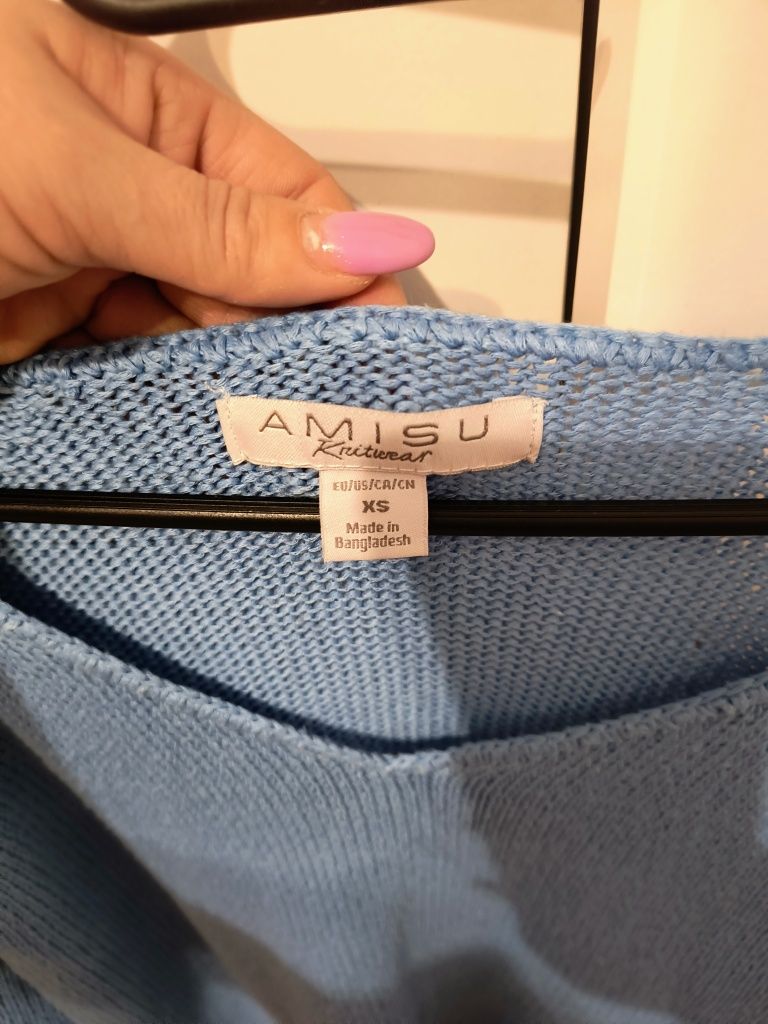 AMISU
Knitwear
EU/US/CA/CN
XS
Made in
Bangladesh